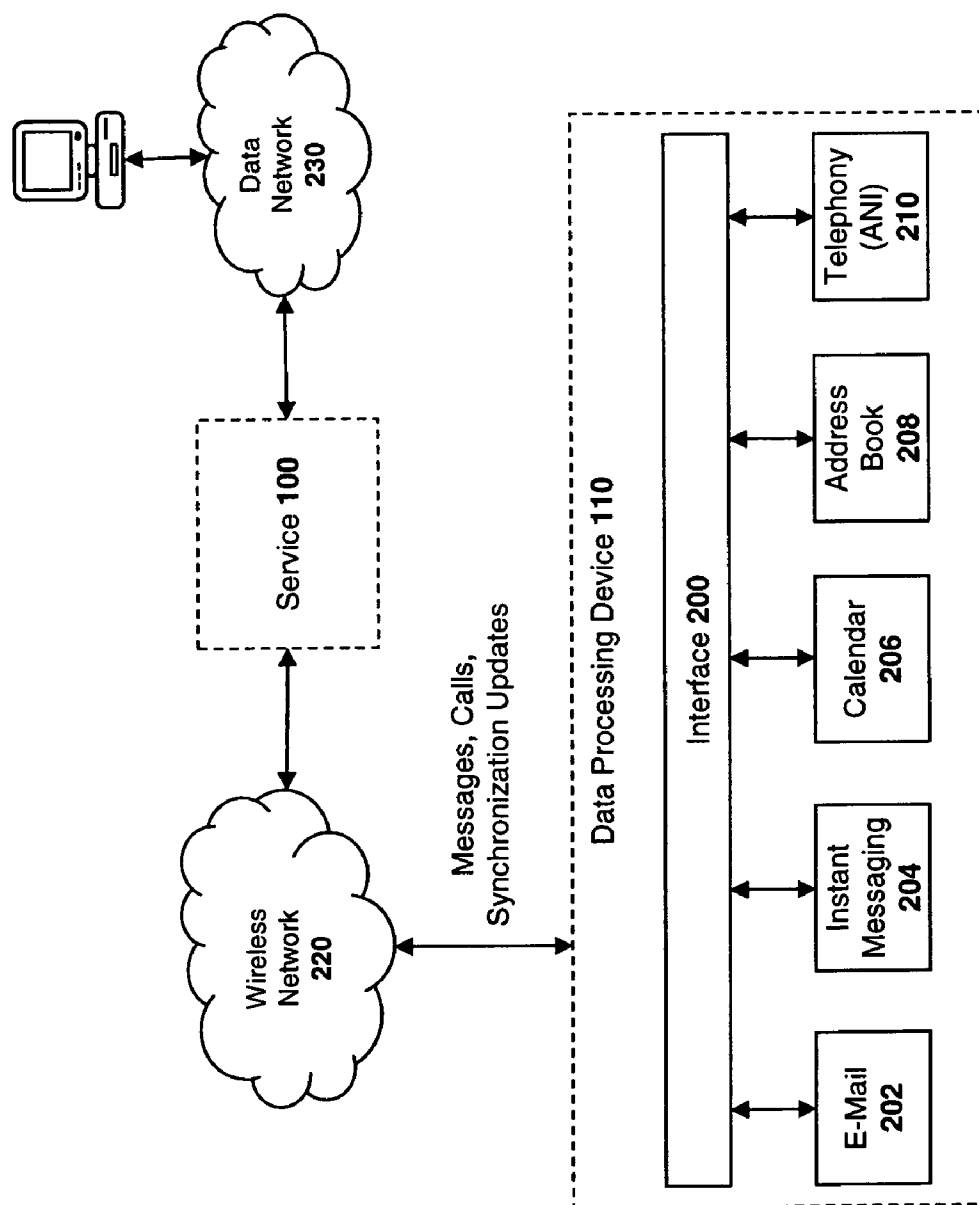 Data
Network
230
Service 100
Wireless
Network
220
Messages, Calls,
Synchronization Updates
Data Processing Device 110
Interface 200
E-Mail
202
Instant
Messaging
204
Calendar
206
Address
Book
208
Telephony
(ANI)
210